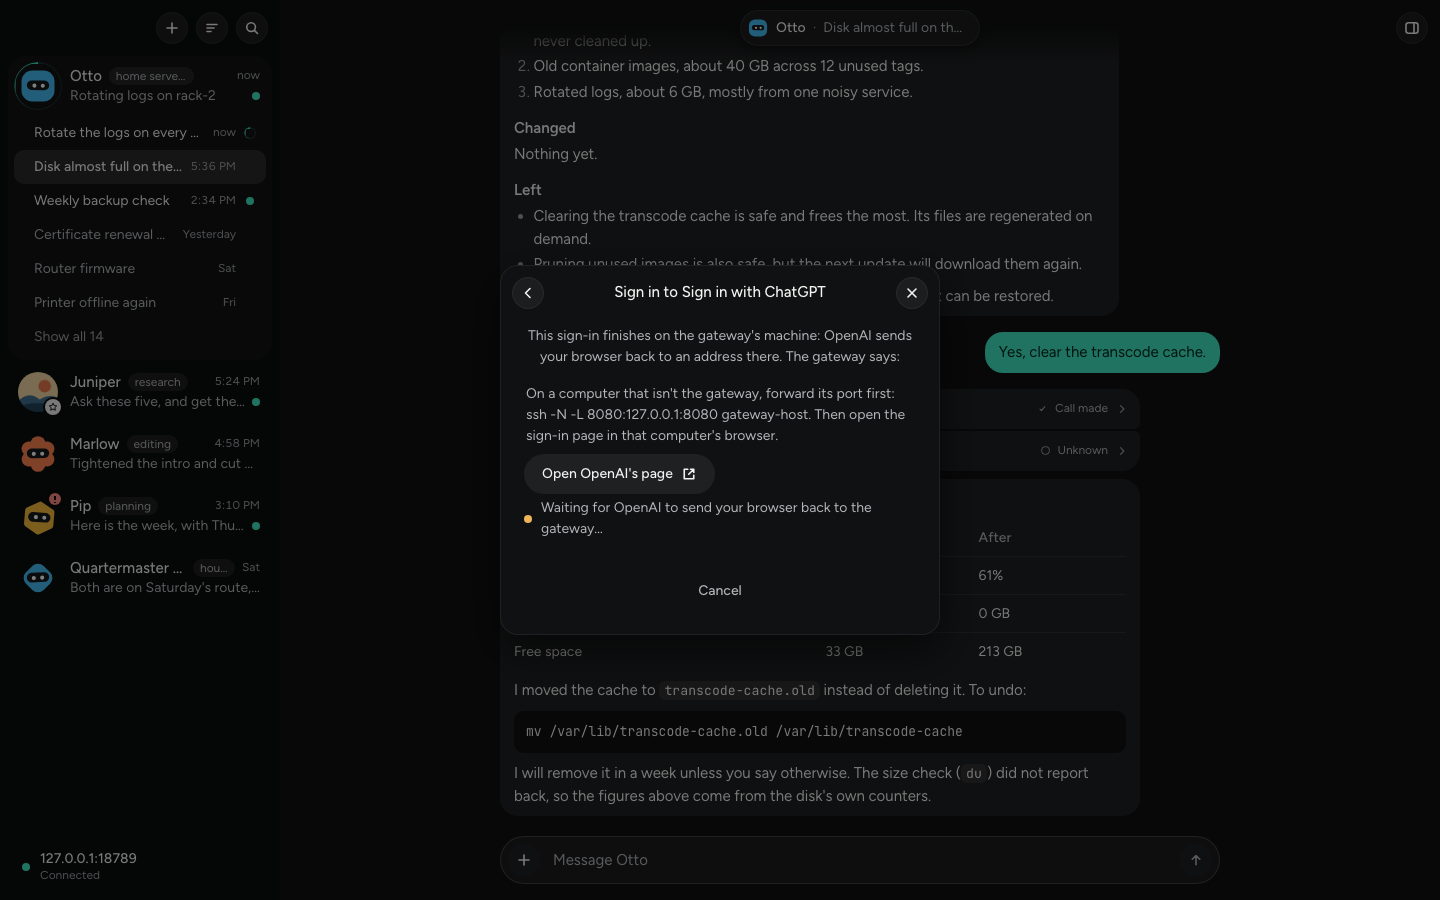 Otto · Disk almost full on th...
Otto home serve... now
Rotating logs on rack-2
Rotate the logs on every ... now
Disk almost full on the... 5:36 PM
Weekly backup check 2:34 PM
Certificate renewal ... Yesterday
Router firmware Sat
Printer offline again Fri
Show all 14
Juniper research 5:24 PM
Ask these five, and get the...
Marlow editing 4:58 PM
Tightened the intro and cut ...
Pip planning 3:10 PM
Here is the week, with Thu...
Quartermaster ... hou... Sat
Both are on Saturday's route,...
127.0.0.1:18789
Connected
never cleaned up.
2. Old container images, about 40 GB across 12 unused tags.
3. Rotated logs, about 6 GB, mostly from one noisy service.
Changed
Nothing yet.
Left
Clearing the transcode cache is safe and frees the most. Its files are regenerated on
demand.
Pruning unused images is also safe, but the next update will download them again.
can be restored.
Yes, clear the transcode cache.
Call made
Unknown
Sign in to Sign in with ChatGPT
This sign-in finishes on the gateway's machine: OpenAI sends
your browser back to an address there. The gateway says:
On a computer that isn't the gateway, forward its port first:
ssh -N -L 8080:127.0.0.1:8080 gateway-host. Then open the
sign-in page in that computer's browser.
Open OpenAI's page
Waiting for OpenAI to send your browser back to the
gateway...
Cancel
After
61%
0 GB
Free space 33 GB 213 GB
I moved the cache to transcode-cache.old instead of deleting it. To undo:
mv /var/lib/transcode-cache.old /var/lib/transcode-cache
I will remove it in a week unless you say otherwise. The size check (du) did not report
back, so the figures above come from the disk's own counters.
Message Otto